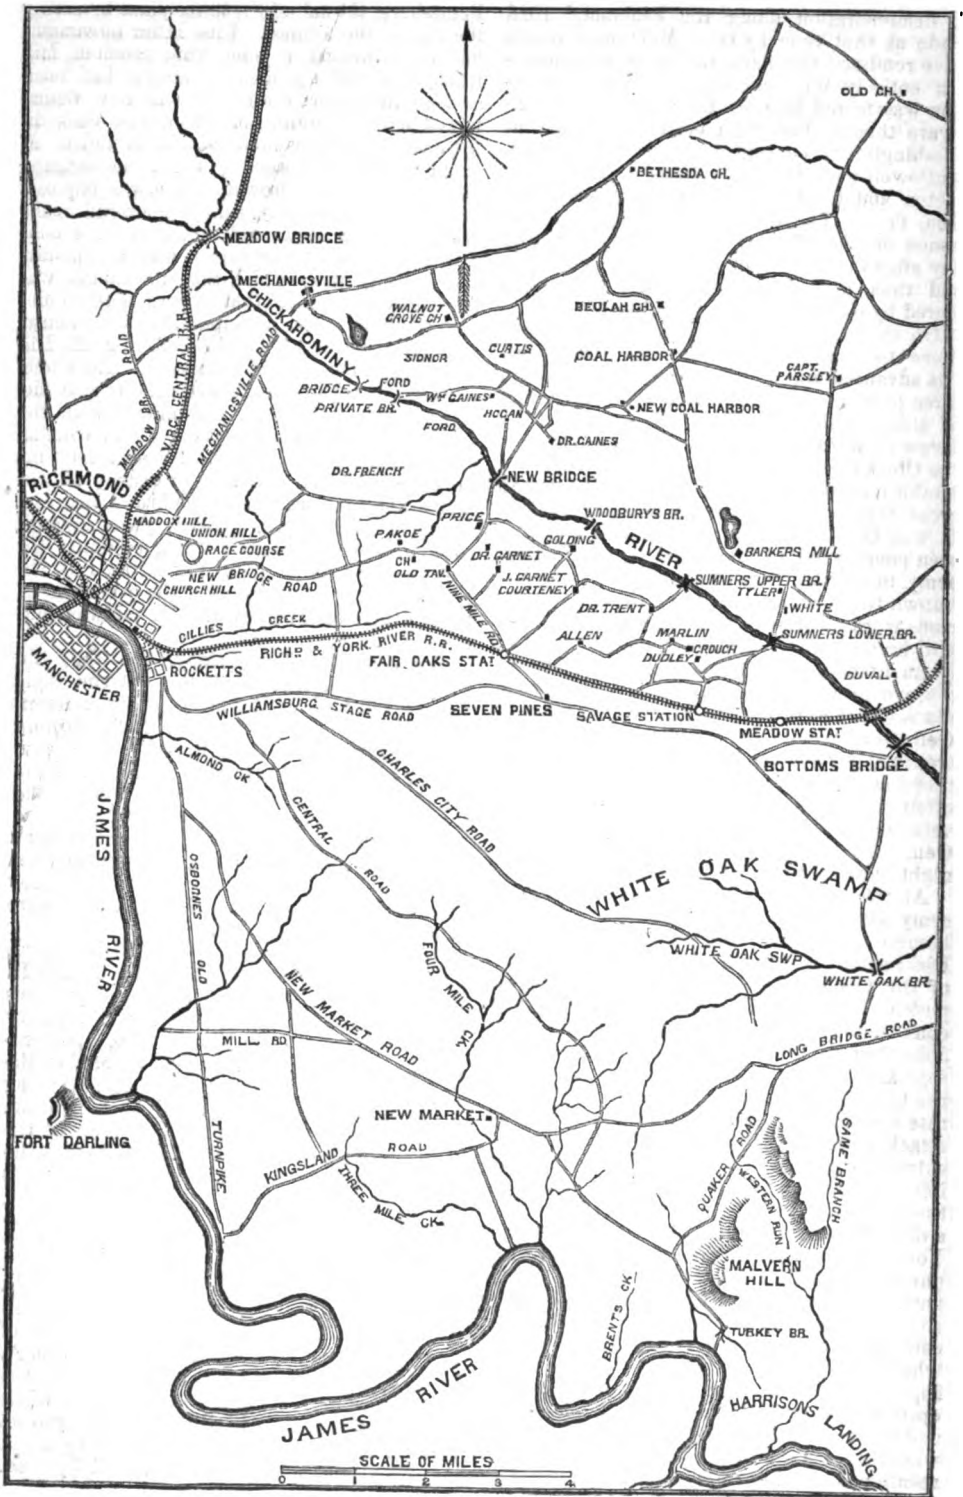 OLD CH.
BETHESDA CH.
MEADOW BRIDGE
MECHANICSVILLE
WALNUT
GROVE CH.
BEULAH CH.
CHICKAHOMINY
SIDNOR
CURTIS
COAL HARBOR
CAPT.
PARSLEY
MEADOW BR. ROAD
VIRG. CENTRAL R.R.
MECHANICSVILLE ROAD
BRIDGE
FORD
PRIVATE BR.
WM GAINES
HOGAN
NEW COAL HARBOR
FORD
DR. GAINES
RICHMOND
DR. FRENCH
NEW BRIDGE
MADDOX HILL
UNION HILL
RACE COURSE
PRICE
WOODBURYS BR.
PAKOE
GOLDING
RIVER
BARKERS MILL
NEW BRIDGE ROAD
CHURCH HILL
CH
OLD TAV.
DR. GARNET
J. GARNET
COURTENEY
SUMNERS UPPER BR.
TYLER
WHITE
NINE MILE RD.
DR. TRENT
GILLIES CREEK
RICHD & YORK RIVER R.R.
FAIR OAKS STAT
ALLEN
MARLIN
CROUCH
DUDLEY
SUMNERS LOWER BR.
MANCHESTER
ROCKETTS
DUVAL
WILLIAMSBURG STAGE ROAD
SEVEN PINES
SAVAGE STATION
MEADOW STAT
BOTTOMS BRIDGE
ALMOND CK
CHARLES CITY ROAD
JAMES RIVER
CENTRAL ROAD
OSBORNES OLD TURNPIKE
WHITE OAK SWAMP
WHITE OAK SWP
WHITE OAK BR.
FOUR MILE CK.
NEW MARKET ROAD
MILL RD
LONG BRIDGE ROAD
NEW MARKET
FORT DARLING
KINGSLAND ROAD
THREE MILE CK.
QUAKER ROAD
WESTERN RUN
GAME BRANCH
MALVERN
HILL
BRENTS CK
TURKEY BR.
JAMES RIVER
HARRISONS LANDING
SCALE OF MILES
0 1 2 3 4